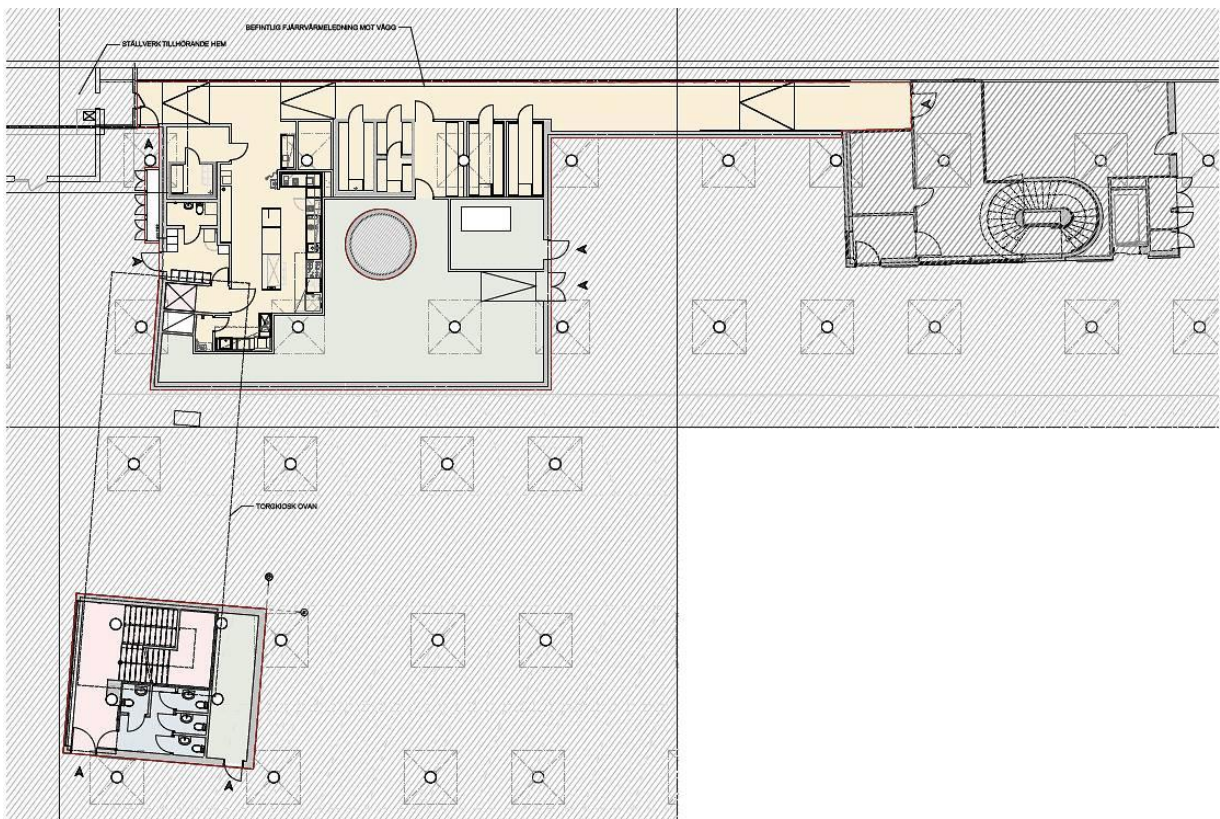 BEFINTLIG FJÄRRVÄRMELEDNING MOT VÄGG
STÄLLVERK TILLHÖRANDE HEM
TORGKIOSK OVAN